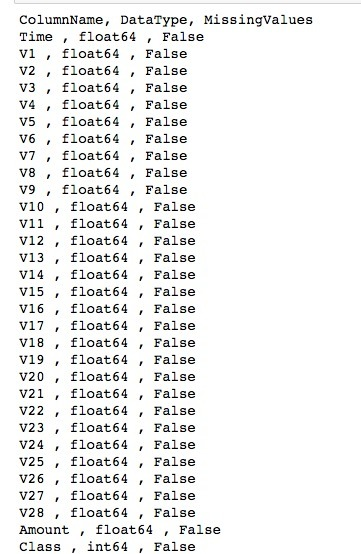 ColumnName, DataType, MissingValues
Time , float64 , False
V1 , float64 , False
V2 , float64 , False
V3 , float64 , False
V4 , float64 , False
V5 , float64 , False
V6 , float64 , False
V7 , float64 , False
V8 , float64 , False
V9 , float64 , False
V10 , float64 , False
V11 , float64 , False
V12 , float64 , False
V13 , float64 , False
V14 , float64 , False
V15 , float64 , False
V16 , float64 , False
V17 , float64 , False
V18 , float64 , False
V19 , float64 , False
V20 , float64 , False
V21 , float64 , False
V22 , float64 , False
V23 , float64 , False
V24 , float64 , False
V25 , float64 , False
V26 , float64 , False
V27 , float64 , False
V28 , float64 , False
Amount , float64 , False
Class , int64 , False